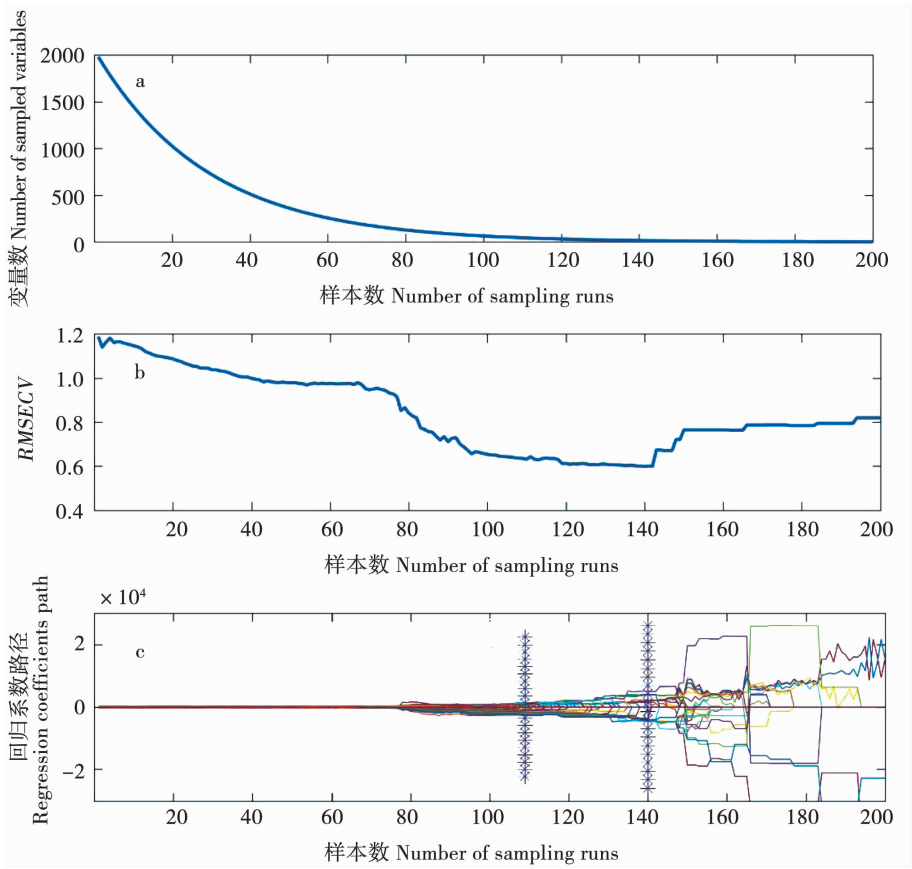 变量数 Number of sampled variables
2000
1500
1000
500
0
a
20 40 60 80 100 120 140 160 180 200
样本数 Number of sampling runs
RMSECV
1.2
1.0
0.8
0.6
0.4
b
20 40 60 80 100 120 140 160 180 200
样本数 Number of sampling runs
回归系数路径
Regression coefficients path
× 10⁴
2
0
−2
c
20 40 60 80 100 120 140 160 180 200
样本数 Number of sampling runs